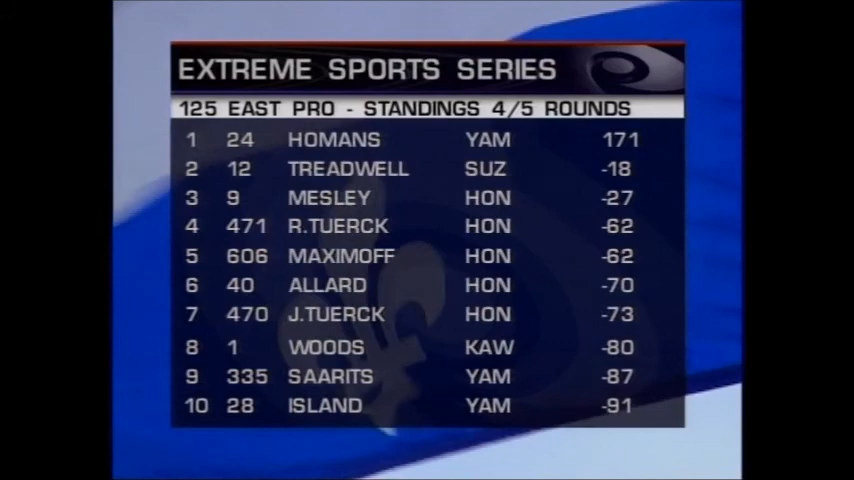 EXTREME SPORTS SERIES
125 EAST PRO - STANDINGS 4/5 ROUNDS
1 24 HOMANS YAM 171
2 12 TREADWELL SUZ -18
3 9 MESLEY HON -27
4 471 R.TUERCK HON -62
5 606 MAXIMOFF HON -62
6 40 ALLARD HON -70
7 470 J.TUERCK HON -73
8 1 WOODS KAW -80
9 335 SAARITS YAM -87
10 28 ISLAND YAM -91